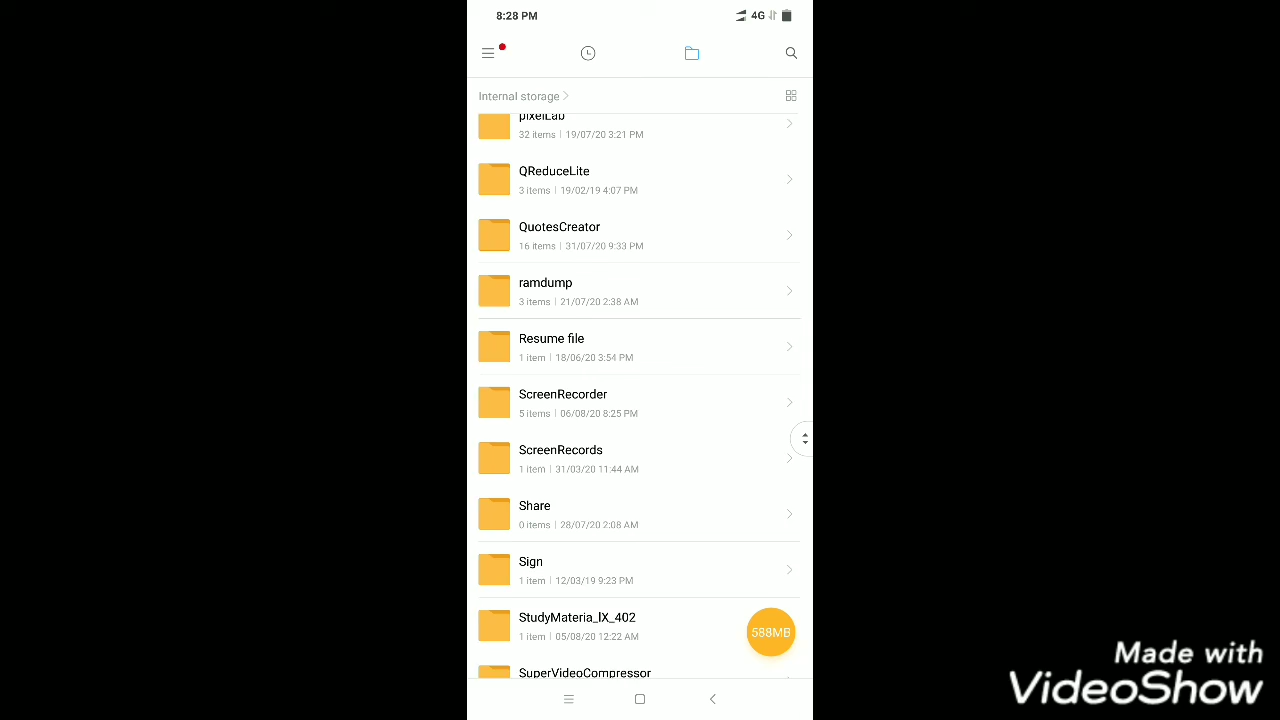 8:28 PM
4G
Internal storage
pixelLab
32 items | 19/07/20 3:21 PM
QReduceLite
3 items | 19/02/19 4:07 PM
QuotesCreator
16 items | 31/07/20 9:33 PM
ramdump
3 items | 21/07/20 2:38 AM
Resume file
1 item | 18/06/20 3:54 PM
ScreenRecorder
5 items | 06/08/20 8:25 PM
ScreenRecords
1 item | 31/03/20 11:44 AM
Share
0 items | 28/07/20 2:08 AM
Sign
1 item | 12/03/19 9:23 PM
StudyMateria_lX_402
1 item | 05/08/20 12:22 AM
588MB
SuperVideoCompressor
Made with
VideoShow